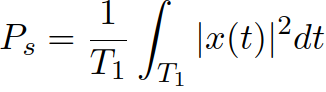 $P_s = \frac{1}{T_1} \int_{T_1} |x(t)|^2 dt$